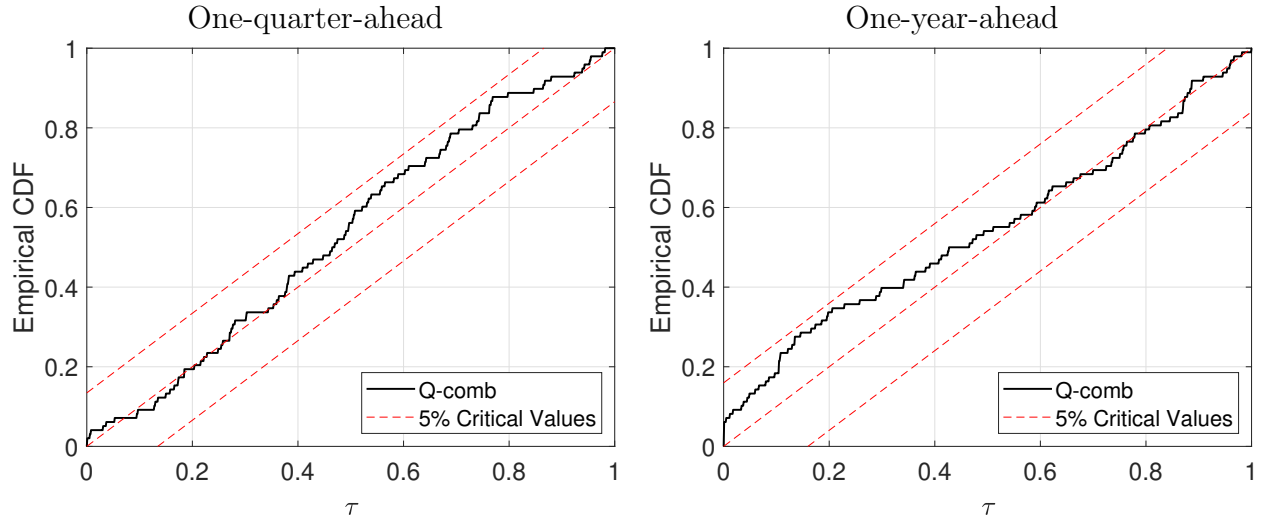 One-quarter-ahead
Empirical CDF
1
0.8
0.6
0.4
0.2
0
0 0.2 0.4 0.6 0.8 1
τ
Q-comb
5% Critical Values
One-year-ahead
Empirical CDF
1
0.8
0.6
0.4
0.2
0
0 0.2 0.4 0.6 0.8 1
τ
Q-comb
5% Critical Values